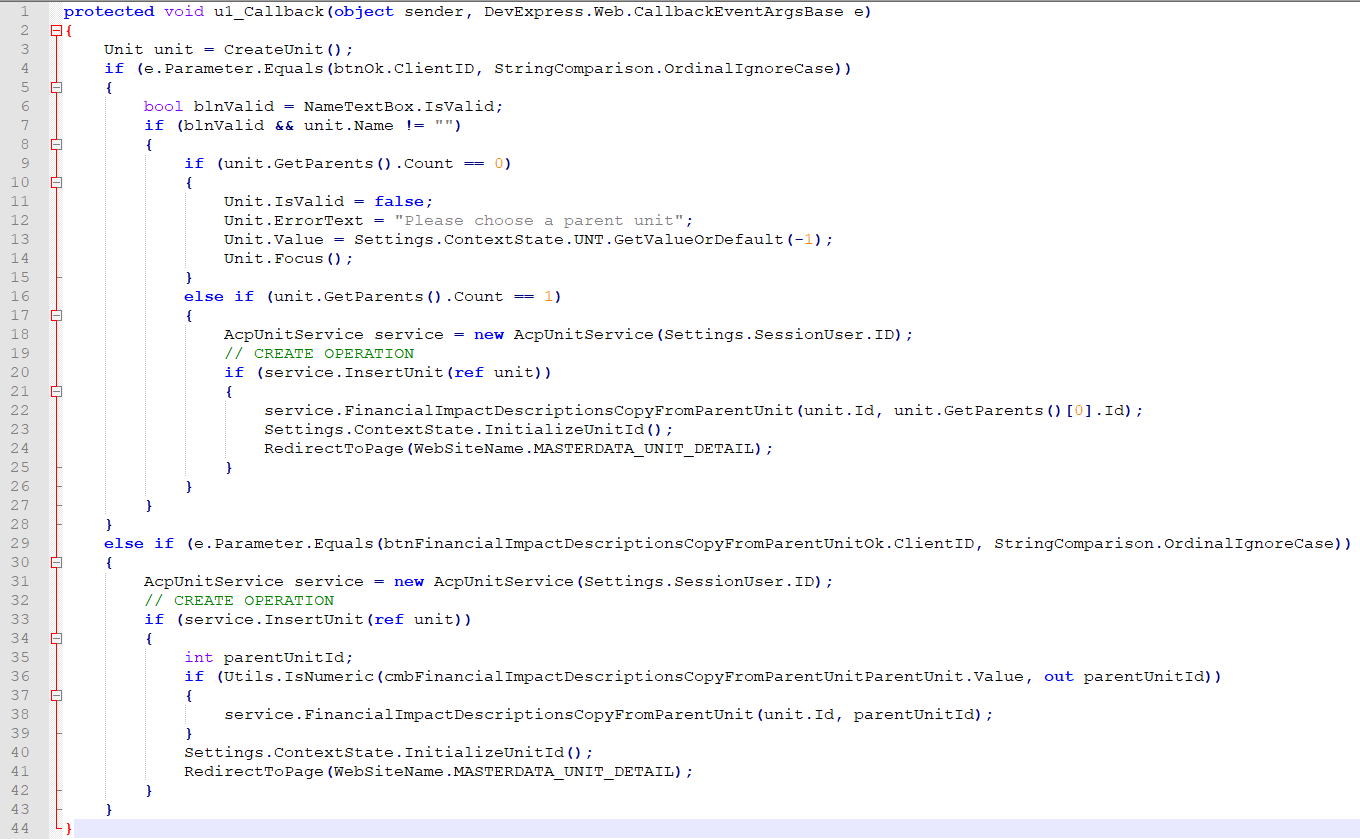 1 protected void u1_Callback(object sender, DevExpress.Web.CallbackEventArgsBase e)
2 {
3 Unit unit = CreateUnit();
4 if (e.Parameter.Equals(btnOk.ClientID, StringComparison.OrdinalIgnoreCase))
5 {
6 bool blnValid = NameTextBox.IsValid;
7 if (blnValid && unit.Name != "")
8 {
9 if (unit.GetParents().Count == 0)
10 {
11 Unit.IsValid = false;
12 Unit.ErrorText = "Please choose a parent unit";
13 Unit.Value = Settings.ContextState.UNT.GetValueOrDefault(-1);
14 Unit.Focus();
15 }
16 else if (unit.GetParents().Count == 1)
17 {
18 AcpUnitService service = new AcpUnitService(Settings.SessionUser.ID);
19 // CREATE OPERATION
20 if (service.InsertUnit(ref unit))
21 {
22 service.FinancialImpactDescriptionsCopyFromParentUnit(unit.Id, unit.GetParents()[0].Id);
23 Settings.ContextState.InitializeUnitId();
24 RedirectToPage(WebSiteName.MASTERDATA_UNIT_DETAIL);
25 }
26 }
27 }
28 }
29 else if (e.Parameter.Equals(btnFinancialImpactDescriptionsCopyFromParentUnitOk.ClientID, StringComparison.OrdinalIgnoreCase))
30 {
31 AcpUnitService service = new AcpUnitService(Settings.SessionUser.ID);
32 // CREATE OPERATION
33 if (service.InsertUnit(ref unit))
34 {
35 int parentUnitId;
36 if (Utils.IsNumeric(cmbFinancialImpactDescriptionsCopyFromParentUnitParentUnit.Value, out parentUnitId))
37 {
38 service.FinancialImpactDescriptionsCopyFromParentUnit(unit.Id, parentUnitId);
39 }
40 Settings.ContextState.InitializeUnitId();
41 RedirectToPage(WebSiteName.MASTERDATA_UNIT_DETAIL);
42 }
43 }
44 }